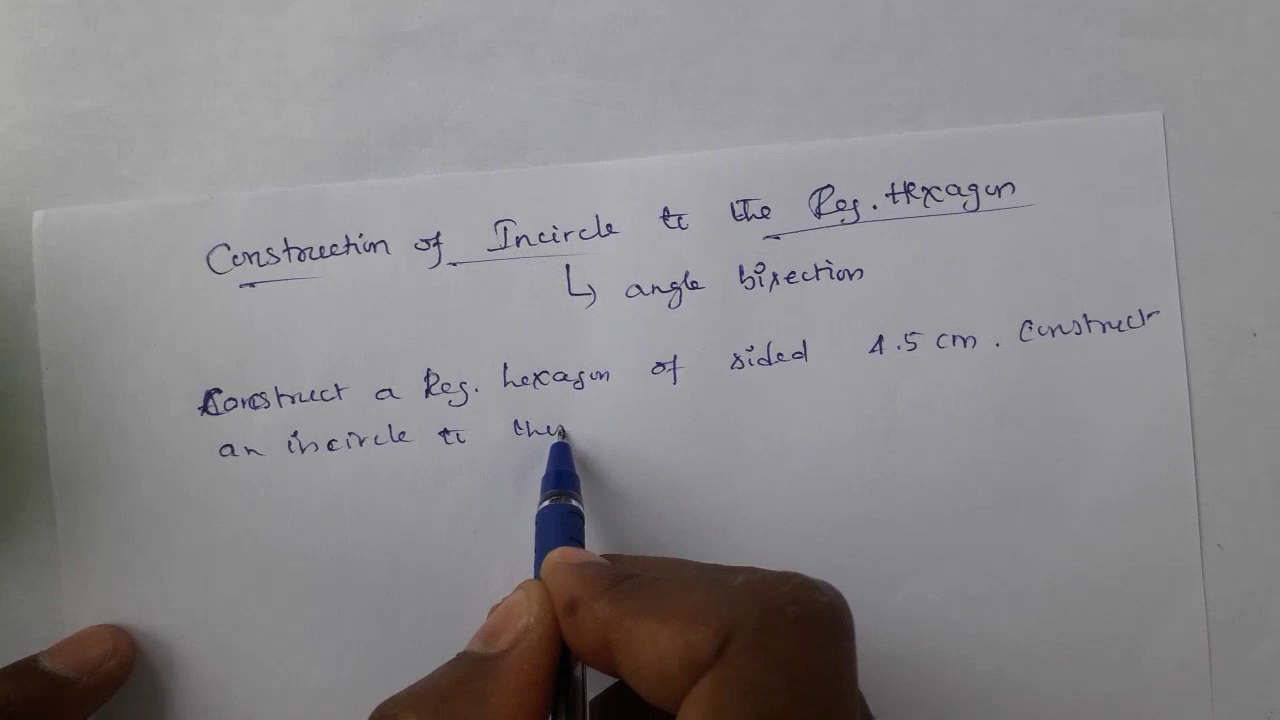 Construction of Incircle to the Reg. Hexagon
↳ angle bisection
Construct a Reg. hexagon of sided 4.5 cm. Construct
an incircle to the